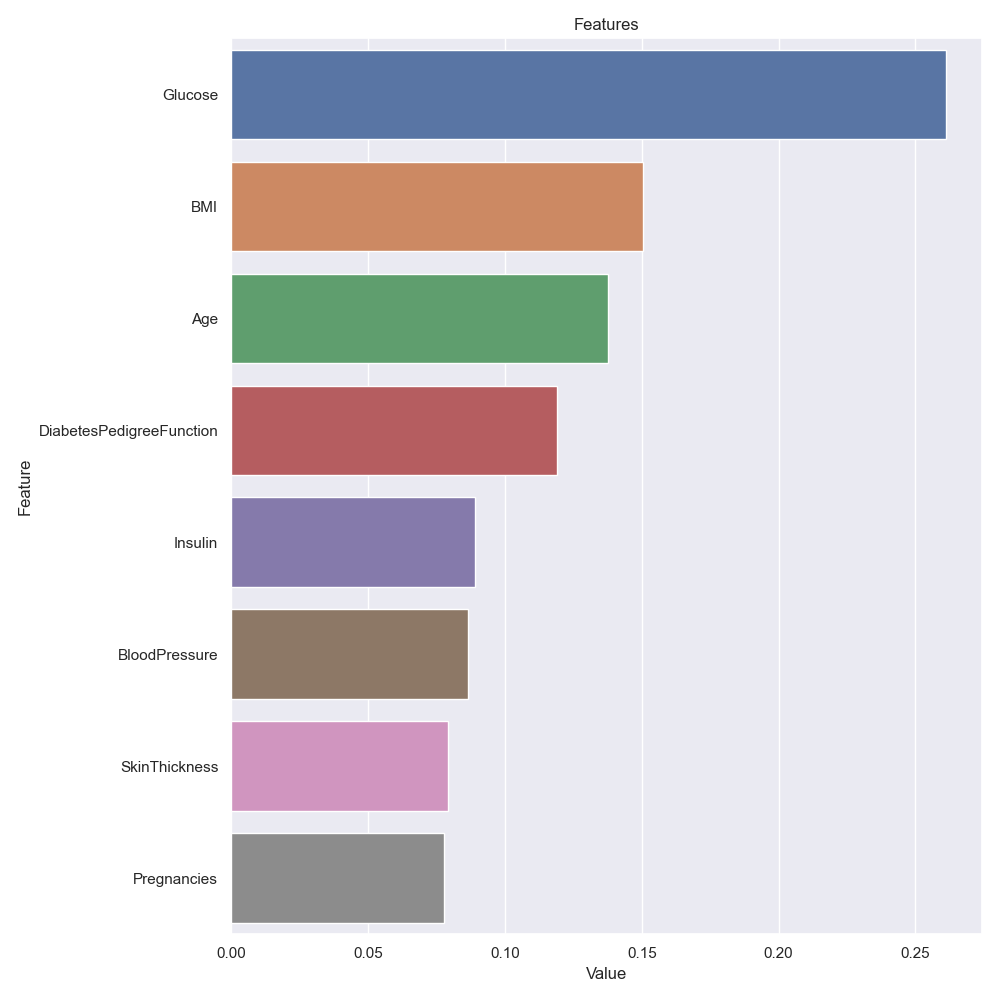 Features
Glucose
BMI
Age
DiabetesPedigreeFunction
Insulin
BloodPressure
SkinThickness
Pregnancies
Feature
0.00 0.05 0.10 0.15 0.20 0.25
Value